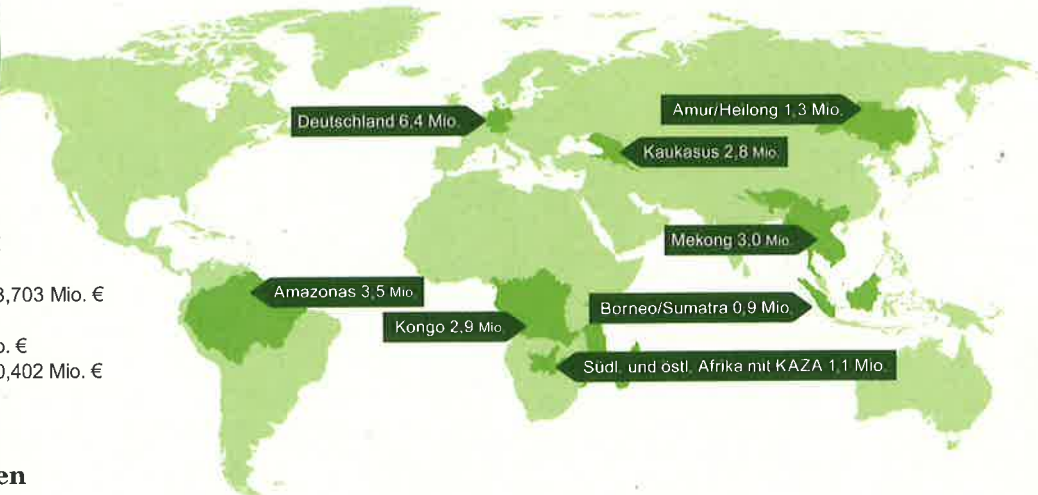 Deutschland 6,4 Mio.
Amur/Heilong 1,3 Mio.
Kaukasus 2,8 Mio.
Mekong 3,0 Mio.
,703 Mio. €
Amazonas 3,5 Mio.
Borneo/Sumatra 0,9 Mio.
Kongo 2.9 Mio.
. €
0,402 Mio. €
Südl. und östl. Afrika mit KAZA 1,1 Mio.
en